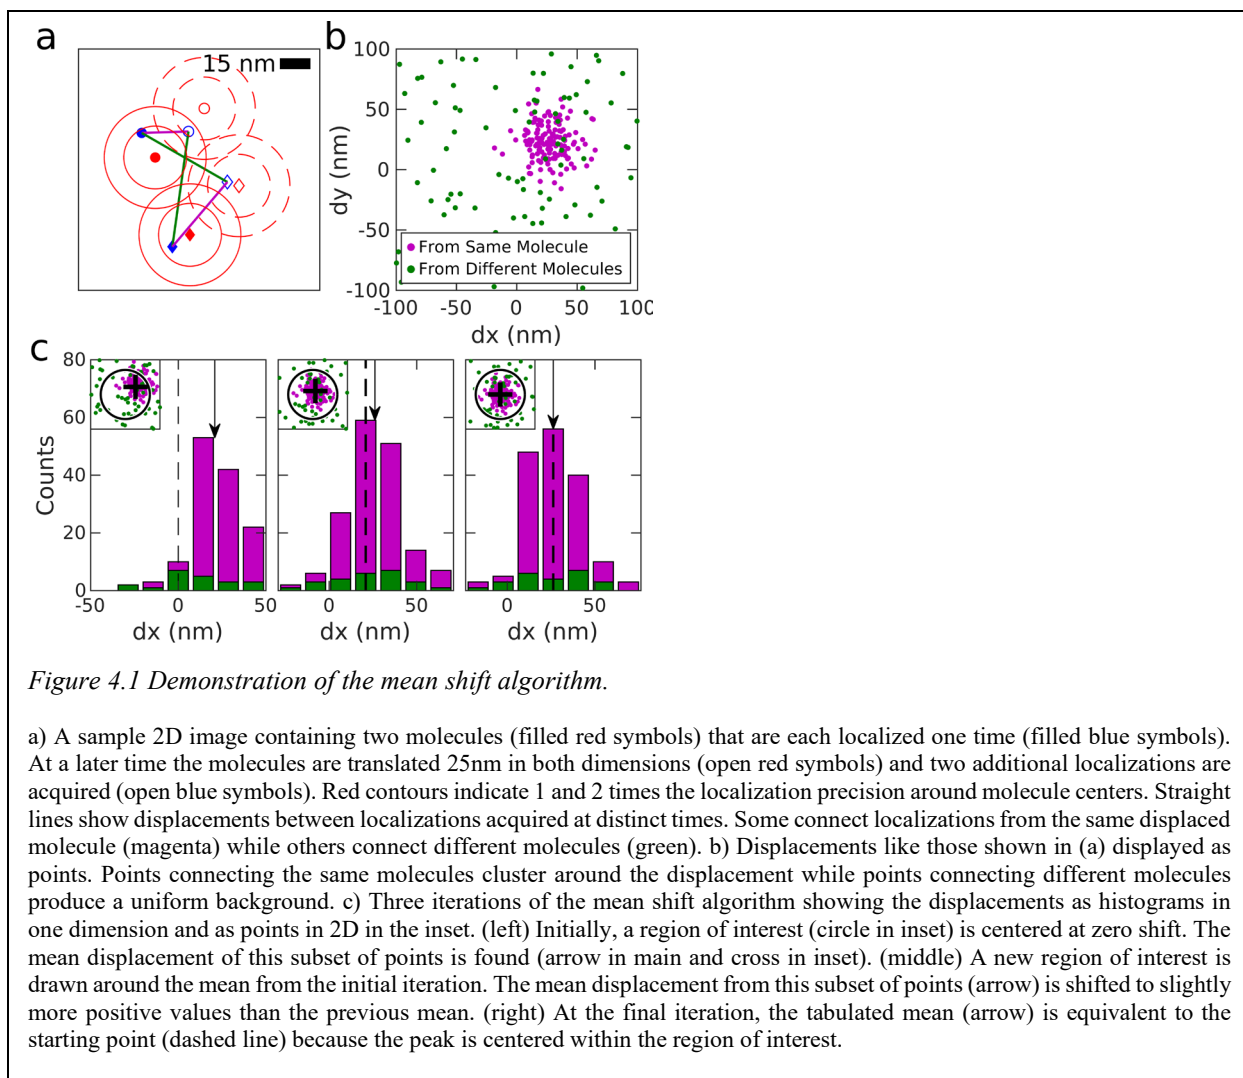 a
15 nm
b
100
50
0
-50
-100
dy (nm)
From Same Molecule
From Different Molecules
-100
-50
0
50
100
dx (nm)
c
80
60
40
20
0
Counts
-50
0
50
dx (nm)
0
50
dx (nm)
0
50
dx (nm)
Figure 4.1 Demonstration of the mean shift algorithm.
a) A sample 2D image containing two molecules (filled red symbols) that are each localized one time (filled blue symbols).
At a later time the molecules are translated 25nm in both dimensions (open red symbols) and two additional localizations are
acquired (open blue symbols). Red contours indicate 1 and 2 times the localization precision around molecule centers. Straight
lines show displacements between localizations acquired at distinct times. Some connect localizations from the same displaced
molecule (magenta) while others connect different molecules (green). b) Displacements like those shown in (a) displayed as
points. Points connecting the same molecules cluster around the displacement while points connecting different molecules
produce a uniform background. c) Three iterations of the mean shift algorithm showing the displacements as histograms in
one dimension and as points in 2D in the inset. (left) Initially, a region of interest (circle in inset) is centered at zero shift. The
mean displacement of this subset of points is found (arrow in main and cross in inset). (middle) A new region of interest is
drawn around the mean from the initial iteration. The mean displacement from this subset of points (arrow) is shifted to slightly
more positive values than the previous mean. (right) At the final iteration, the tabulated mean (arrow) is equivalent to the
starting point (dashed line) because the peak is centered within the region of interest.